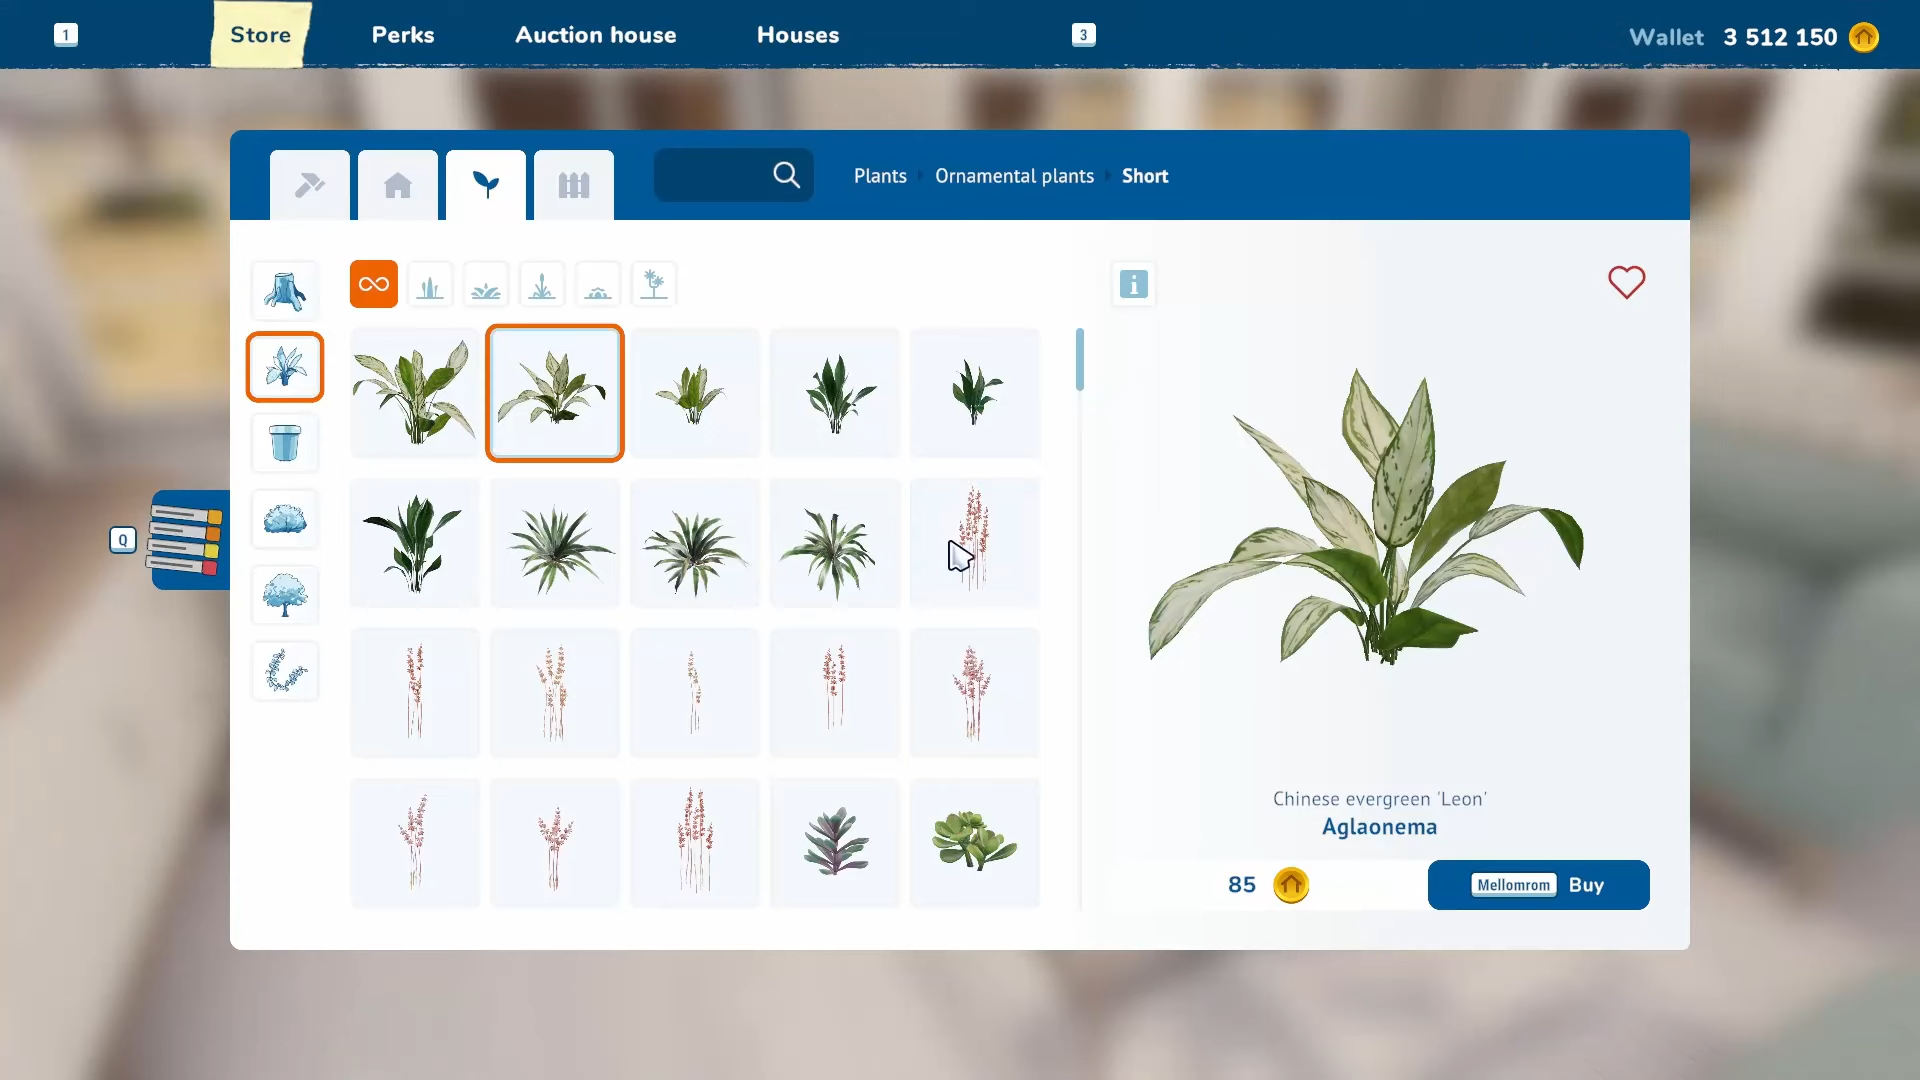 1
Store
Perks
Auction house
Houses
3
Wallet 3 512 150
Plants
Ornamental plants
Short
i
Q
Chinese evergreen 'Leon'
Aglaonema
85
Mellomrom
Buy